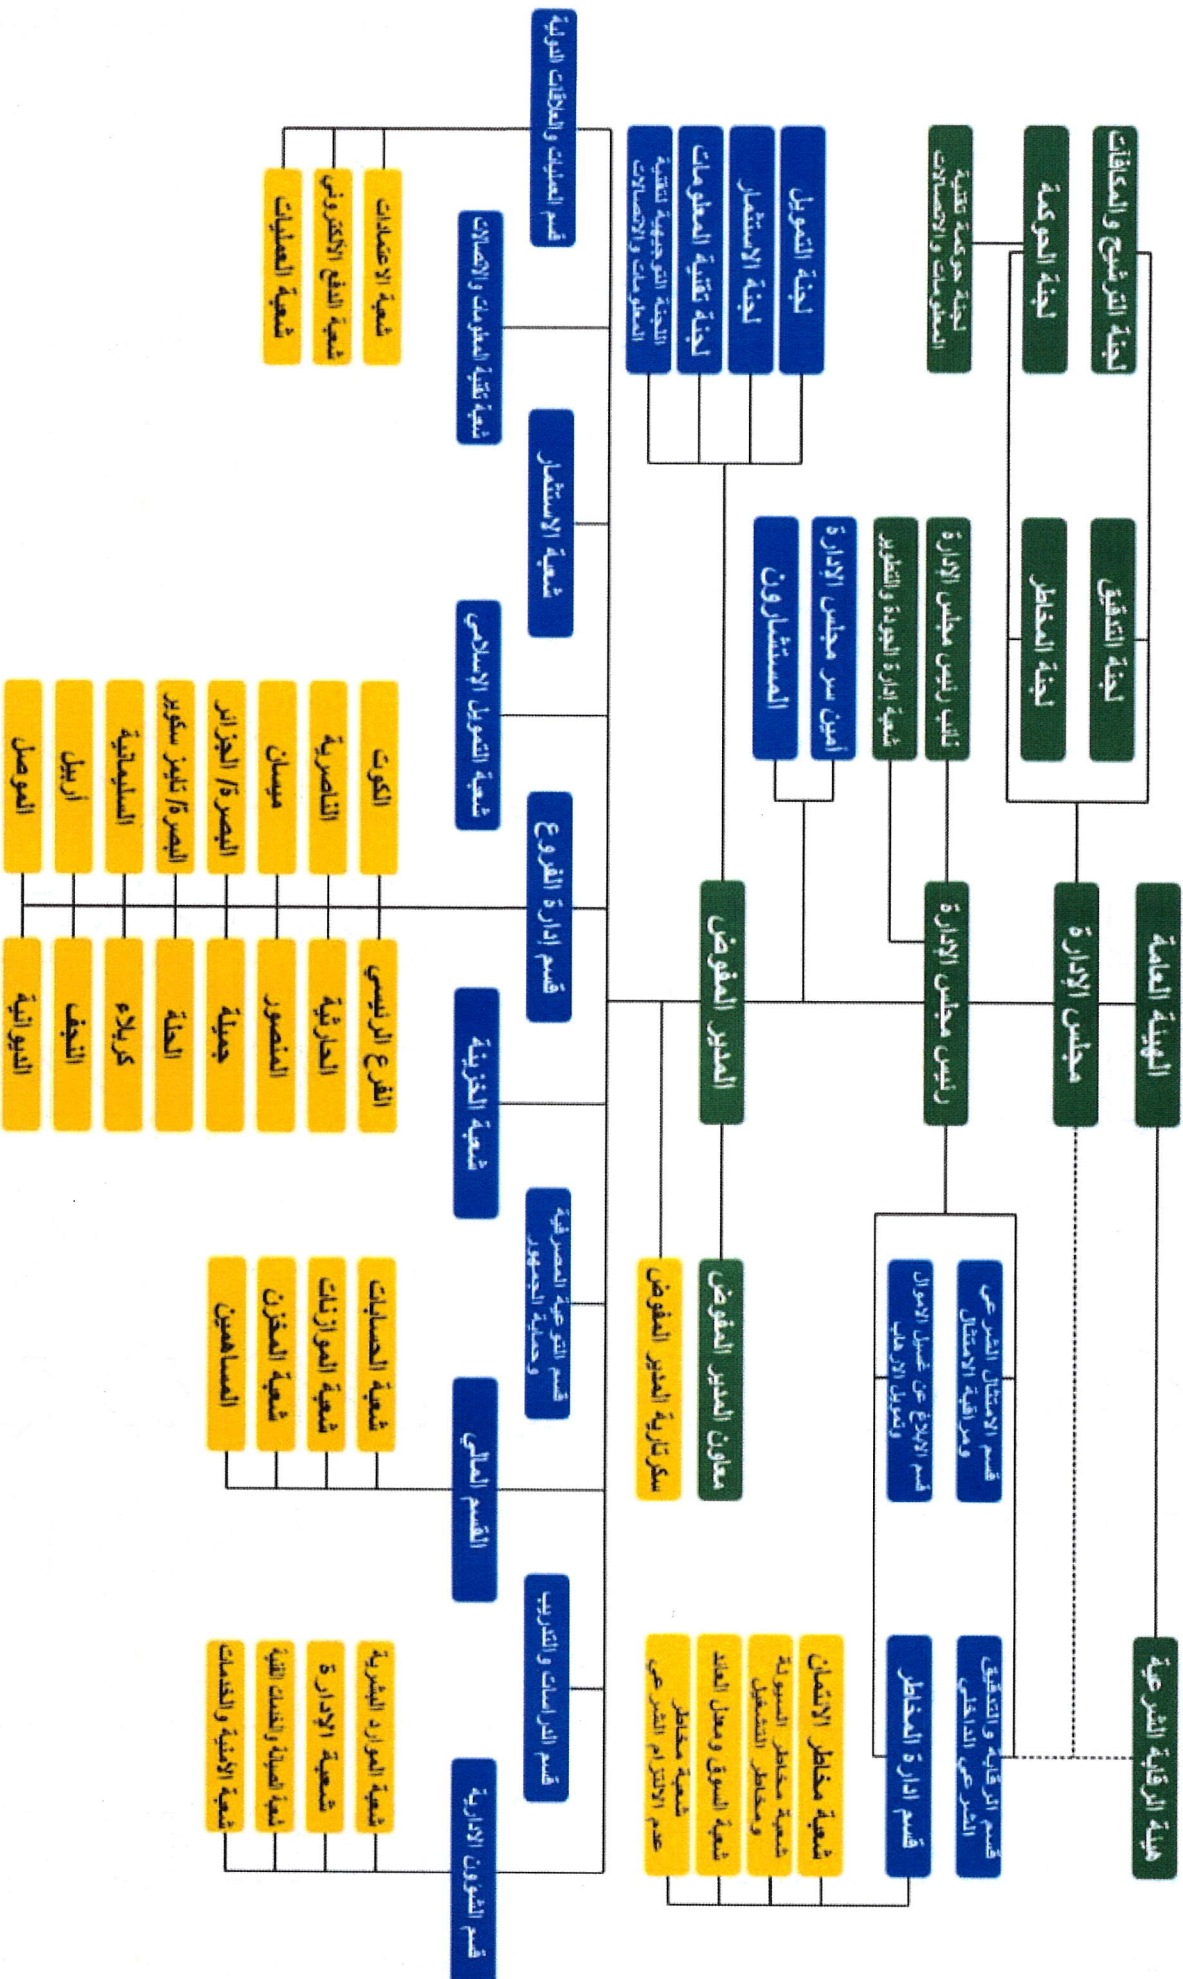 الهيئة العامة
هيئة الرقابة الشرعية
لجنة الترشيح والمكافآت
لجنة التدقيق
مجلس الإدارة
لجنة الحوكمة
لجنة المخاطر
لجنة حوكمة تقنية
المعلومات والاتصالات
نائب رئيس مجلس الإدارة
رئيس مجلس الإدارة
شعبة إدارة الجودة والتطوير
قسم الامتثال الشرعي
ومراقبة الامتثال
قسم الرقابة والتدقيق
الشرعي الداخلي
قسم الابلاغ عن غسيل الاموال
وتمويل الارهاب
قسم ادارة المخاطر
شعبة مخاطر الائتمان
شعبة مخاطر السيولة
ومخاطر التشغيل
شعبة السوق ومعدل العائد
شعبة مخاطر
عدم الالتزام الشرعي
أمين سر مجلس الإدارة
المستشارون
لجنة التمويل
لجنة الاستثمار
لجنة تقنية المعلومات
اللجنة التوجيهية لتقنية
المعلومات والاتصالات
المدير المفوض
معاون المدير المفوض
سكرتارية المدير المفوض
قسم العمليات والعلاقات الدولية
شعبة الاعتمادات
شعبة الدفع الالكتروني
شعبة العمليات
شعبة تقنية المعلومات والاتصالات
شعبة الاستثمار
شعبة التمويل الإسلامي
قسم إدارة الفروع
الكوت
الفرع الرئيسي
الناصرية
الحارثية
ميسان
المنصور
البصرة/ الجزائر
جميلة
البصرة/ تايمز سكوير
الحلة
السليمانية
كربلاء
أربيل
النجف
الموصل
الديوانية
شعبة الخزينة
قسم التوعية المصرفية
وحماية الجمهور
القسم المالي
شعبة الحسابات
شعبة الموازنات
شعبة المخزن
المساهمين
قسم الدراسات والتدريب
قسم الشؤون الادارية
شعبة الموارد البشرية
شعبة الإدارة
شعبة الصيانة والخدمات الفنية
شعبة الأمنية والخدمات